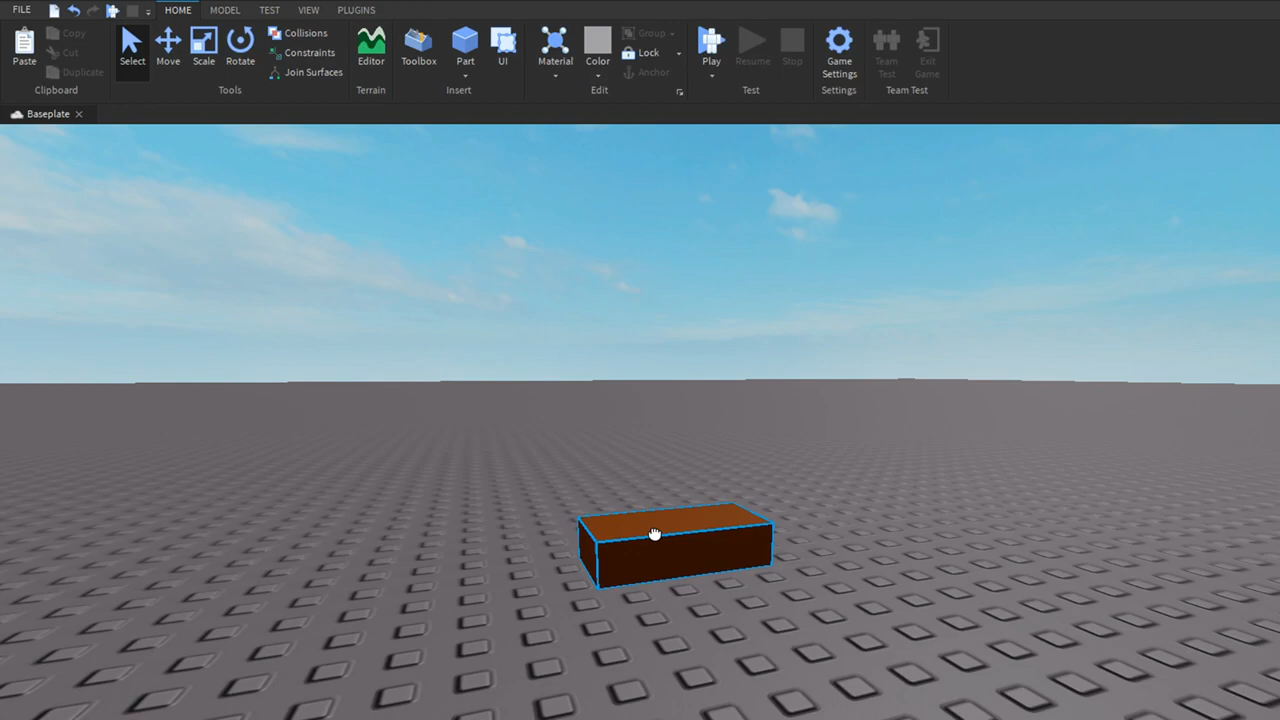 FILE HOME MODEL TEST VIEW PLUGINS
Paste
Copy
Cut
Duplicate
Clipboard
Select
Move
Scale
Rotate
Collisions
Constraints
Join Surfaces
Tools
Editor
Terrain
Toolbox
Part
UI
Insert
Material
Color
Group
Lock
Anchor
Edit
Play
Resume
Stop
Test
Game
Settings
Settings
Team
Test
Exit
Game
Team Test
Baseplate